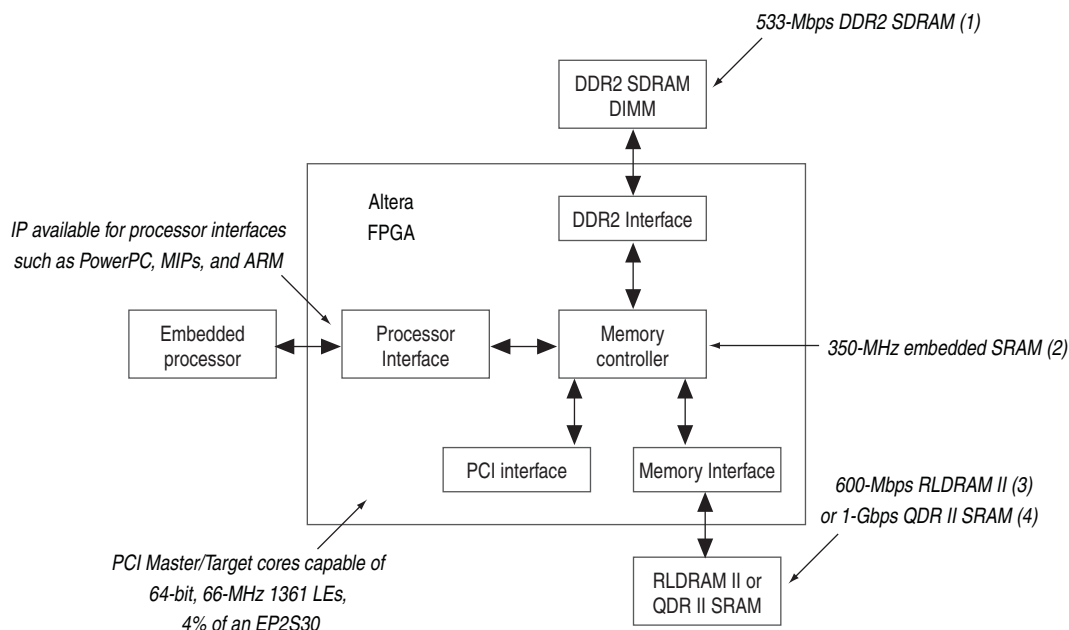 533-Mbps DDR2 SDRAM (1)
DDR2 SDRAM
DIMM
Altera
FPGA
DDR2 Interface
IP available for processor interfaces
such as PowerPC, MIPs, and ARM
Embedded
processor
Processor
Interface
Memory
controller
350-MHz embedded SRAM (2)
PCI interface
Memory Interface
600-Mbps RLDRAM II (3)
or 1-Gbps QDR II SRAM (4)
PCI Master/Target cores capable of
64-bit, 66-MHz 1361 LEs,
4% of an EP2S30
RLDRAM II or
QDR II SRAM